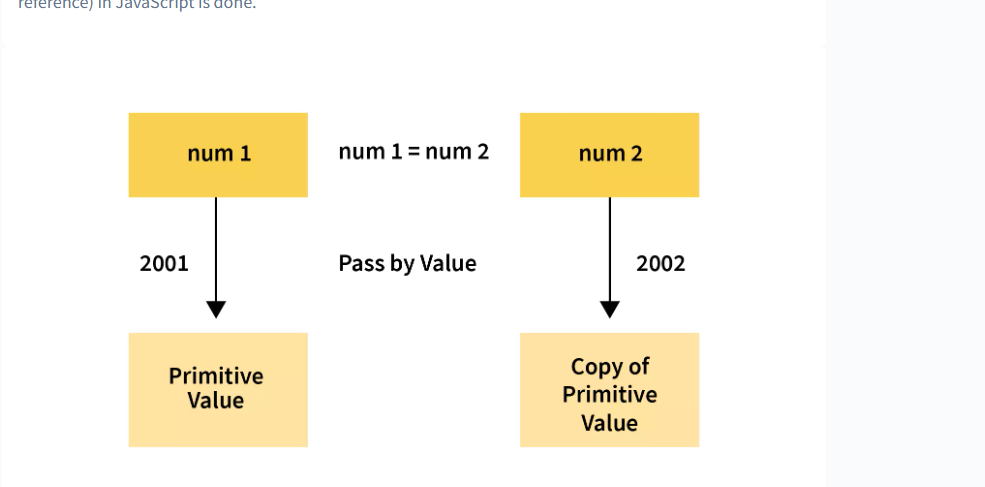 reference) in JavaScript is done.
num 1
num 1 = num 2
num 2
2001
Pass by Value
2002
Primitive
Value
Copy of
Primitive
Value